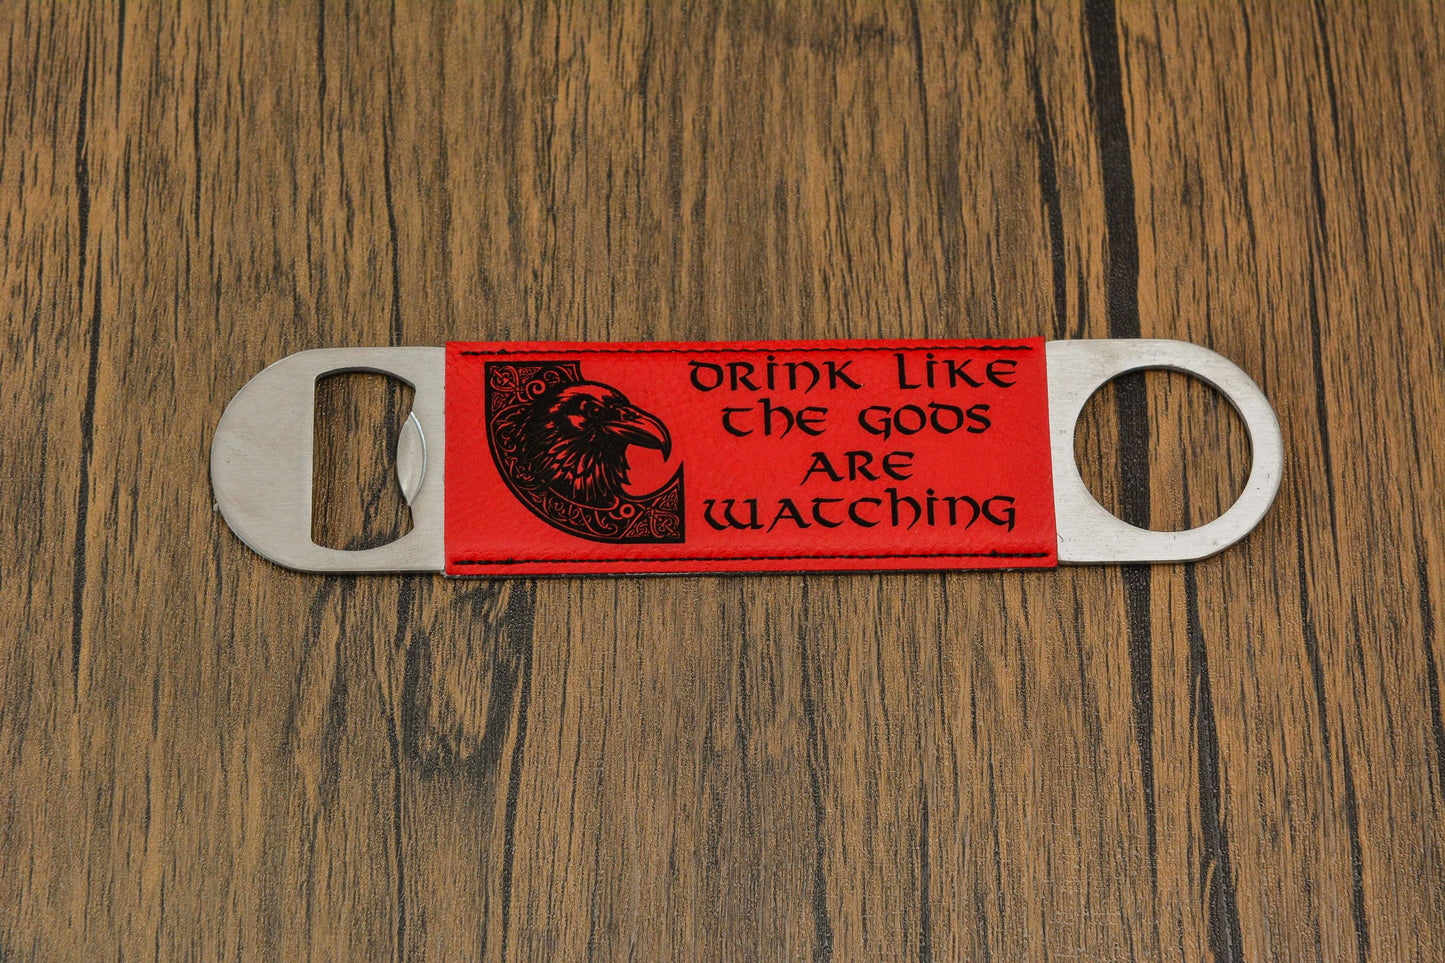 DRINK LIKE
THE GODS
ARE
WATCHING